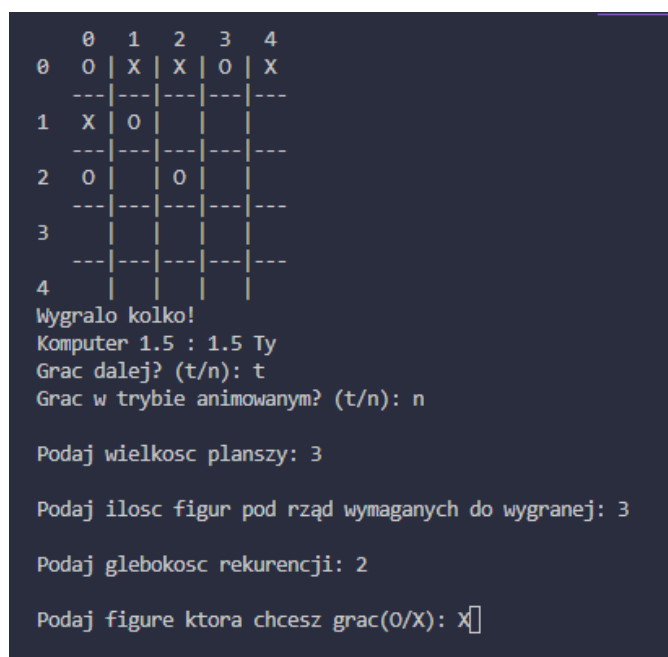 0 1 2 3 4
0 O | X | X | O | X
---|---|---|---|---
1 X | O | | |
---|---|---|---|---
2 O | | O | |
---|---|---|---|---
3 | | | |
---|---|---|---|---
4 | | | |
Wygralo kolko!
Komputer 1.5 : 1.5 Ty
Grac dalej? (t/n): t
Grac w trybie animowanym? (t/n): n
Podaj wielkosc planszy: 3
Podaj ilosc figur pod rząd wymaganych do wygranej: 3
Podaj glebokosc rekurencji: 2
Podaj figure ktora chcesz grac(O/X): X